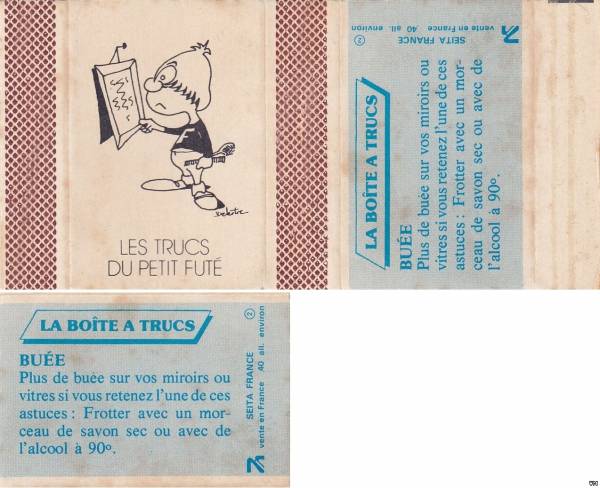 LES TRUCS
DU PETIT FUTÉ
LA BOÎTE A TRUCS
BUÉE
Plus de buée sur vos miroirs ou
vitres si vous retenez l'une de ces
astuces : Frotter avec un mor-
ceau de savon sec ou avec de
l'alcool à 90º.
SEITA FRANCE ②
vente en France 40 all. environ
LA BOÎTE A TRUCS
BUÉE
Plus de buée sur vos miroirs ou
vitres si vous retenez l'une de ces
astuces : Frotter avec un mor-
ceau de savon sec ou avec de
l'alcool à 90º.
SEITA FRANCE ②
vente en France 40 all. environ